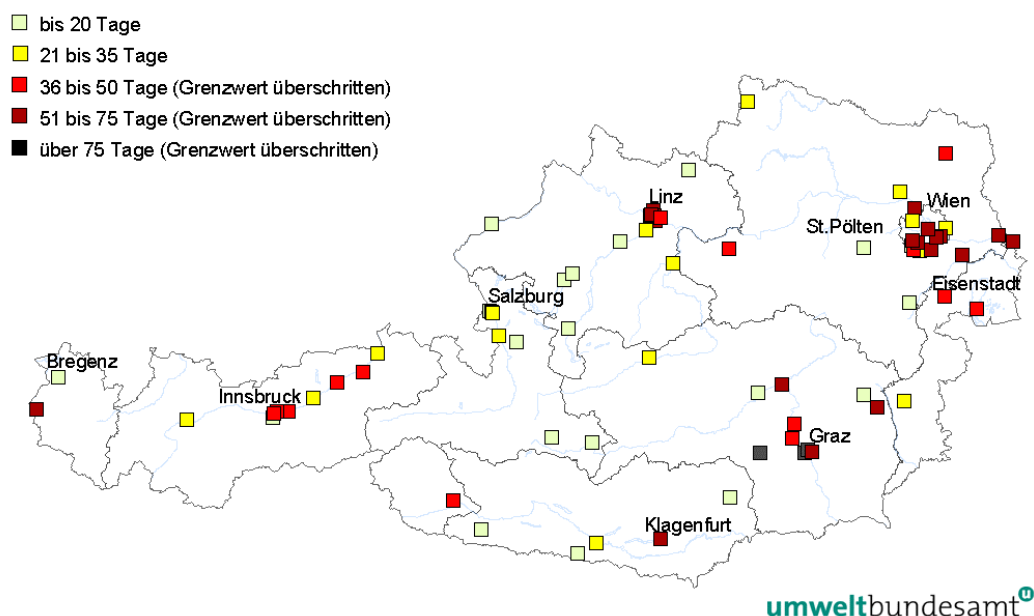 bis 20 Tage
21 bis 35 Tage
36 bis 50 Tage (Grenzwert überschritten)
51 bis 75 Tage (Grenzwert überschritten)
über 75 Tage (Grenzwert überschritten)
Linz
Wien
St.Pölten
Eisenstadt
Salzburg
Bregenz
Innsbruck
Graz
Klagenfurt
umweltbundesamt U